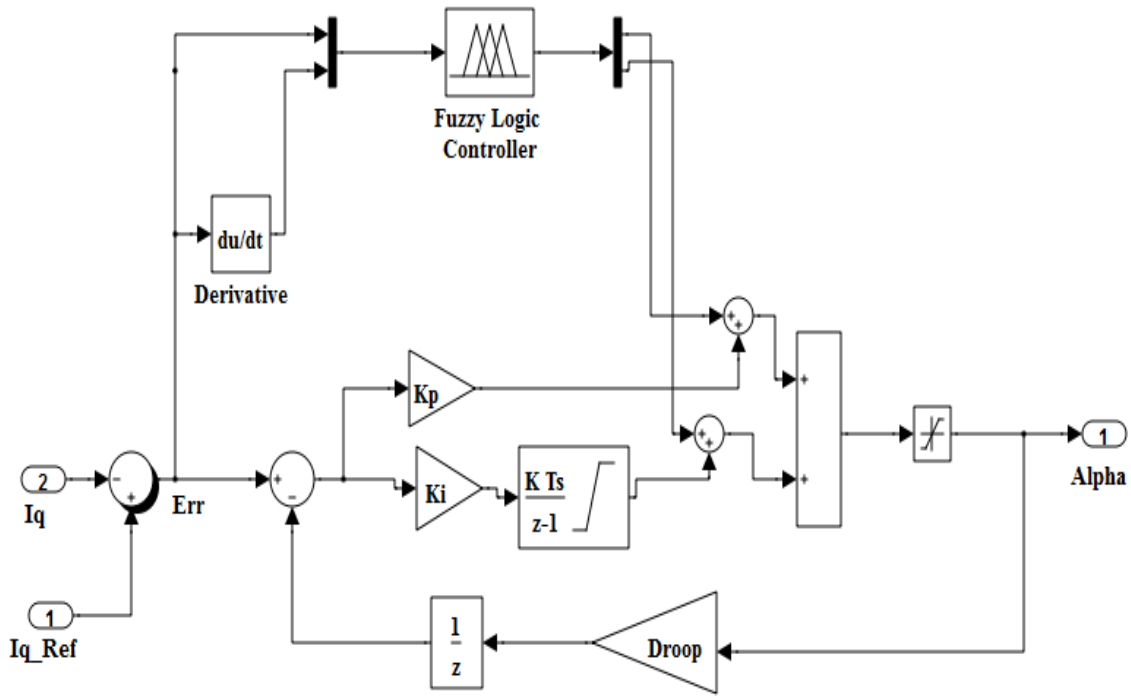 Fuzzy Logic
Controller
du/dt
Derivative
+
+
Kp
+
+
+
2
Iq
-
+
Err
+
-
Ki
K Ts
z-1
+
1
Alpha
1
Iq_Ref
1
z
Droop